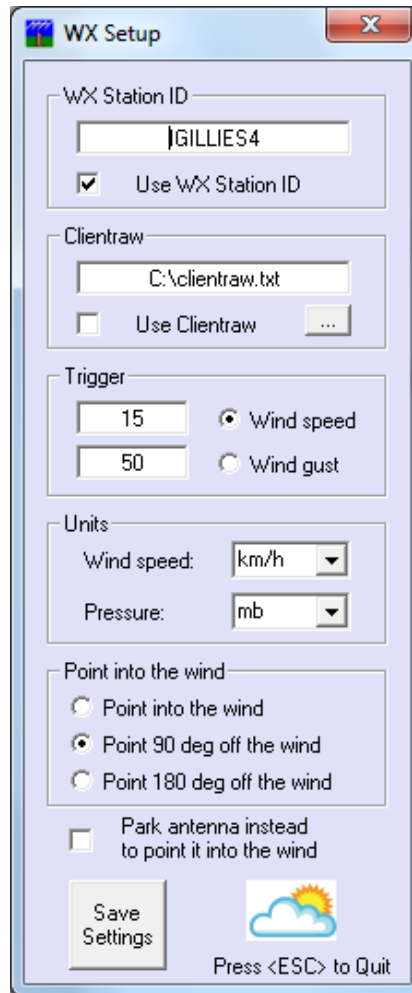 WX Setup
WX Station ID
IGILLIES4
Use WX Station ID
Clientraw
C:\clientraw.txt
Use Clientraw ...
Trigger
15 Wind speed
50 Wind gust
Units
Wind speed: km/h
Pressure: mb
Point into the wind
Point into the wind
Point 90 deg off the wind
Point 180 deg off the wind
Park antenna instead
to point it into the wind
Save
Settings
Press <ESC> to Quit